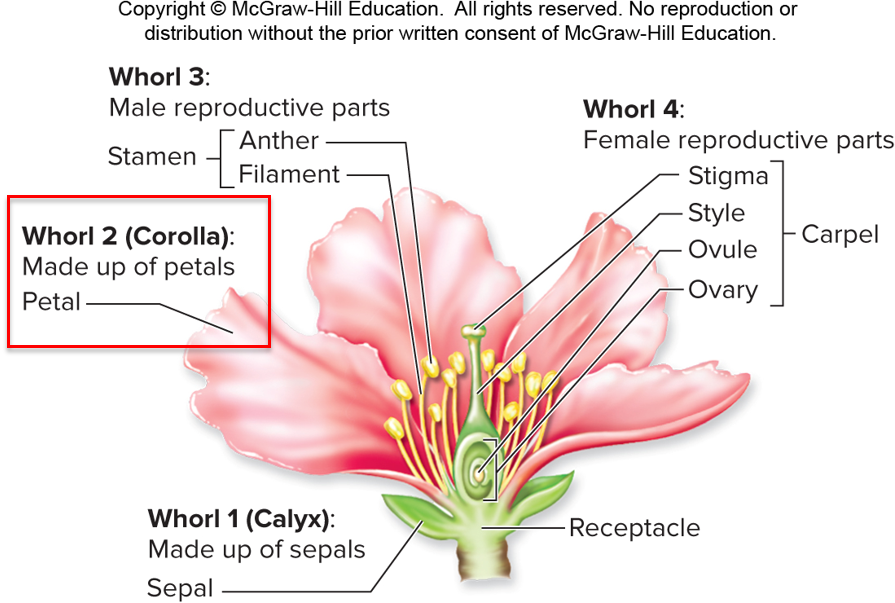 Copyright © McGraw-Hill Education. All rights reserved. No reproduction or
distribution without the prior written consent of McGraw-Hill Education.
Whorl 3:
Male reproductive parts
Stamen
Anther
Filament
Whorl 4:
Female reproductive parts
Stigma
Style
Ovule
Ovary
Carpel
Whorl 2 (Corolla):
Made up of petals
Petal
Whorl 1 (Calyx):
Made up of sepals
Sepal
Receptacle